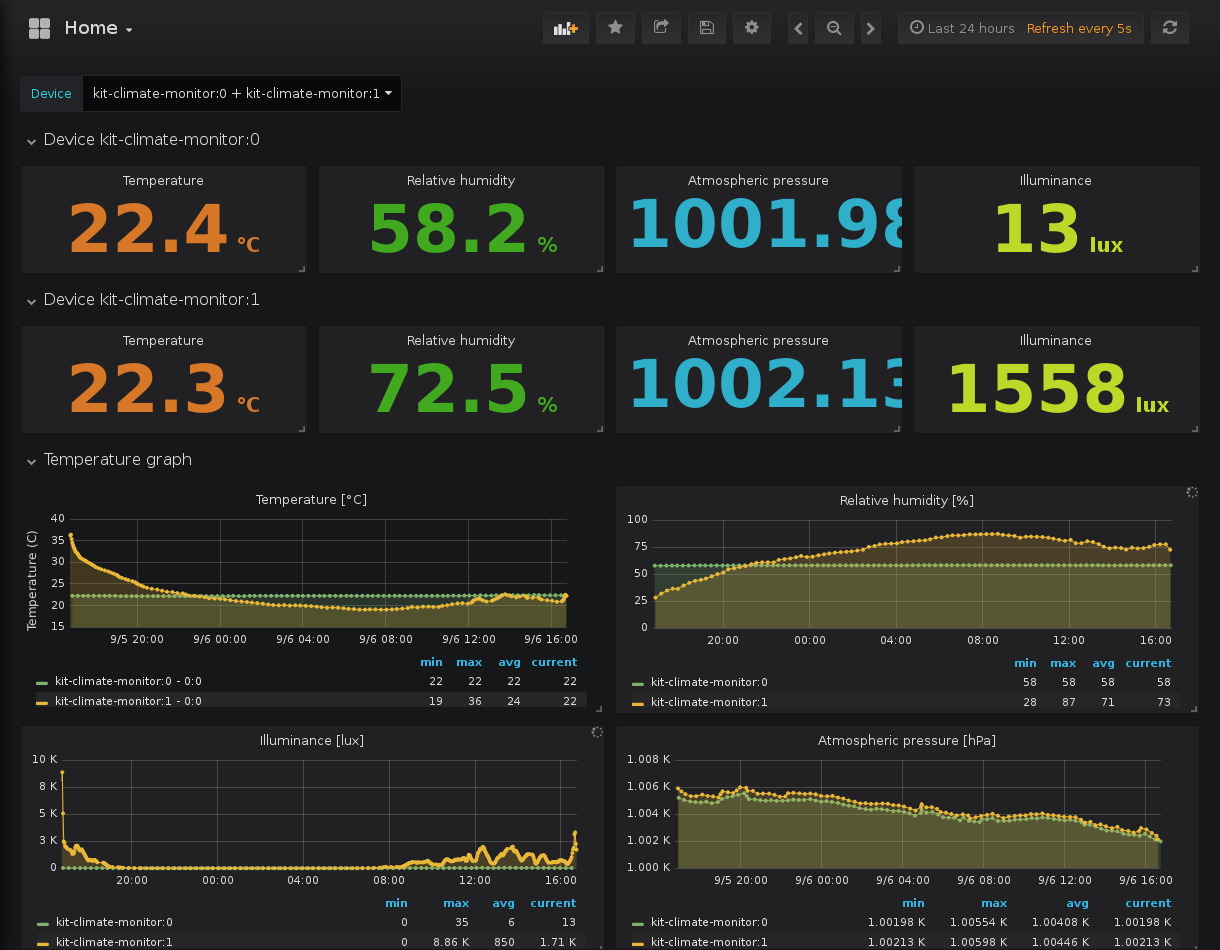 Home
Last 24 hours Refresh every 5s
Device kit-climate-monitor:0 + kit-climate-monitor:1
Device kit-climate-monitor:0
Temperature Relative humidity Atmospheric pressure Illuminance
22.4 °C 58.2 % 1001.98 13 lux
Device kit-climate-monitor:1
Temperature Relative humidity Atmospheric pressure Illuminance
22.3 °C 72.5 % 1002.13 1558 lux
Temperature graph
Temperature [°C]
Temperature (C)
40
35
30
25
20
15
9/5 20:00 9/6 00:00 9/6 04:00 9/6 08:00 9/6 12:00 9/6 16:00
min max avg current
kit-climate-monitor:0 - 0:0 22 22 22 22
kit-climate-monitor:1 - 0:0 19 36 24 22
Relative humidity [%]
100
75
50
25
0
20:00 00:00 04:00 08:00 12:00 16:00
min max avg current
kit-climate-monitor:0 58 58 58 58
kit-climate-monitor:1 28 87 71 73
Illuminance [lux]
10 K
8 K
5 K
3 K
0
20:00 00:00 04:00 08:00 12:00 16:00
min max avg current
kit-climate-monitor:0 0 35 6 13
kit-climate-monitor:1 0 8.86 K 850 1.71 K
Atmospheric pressure [hPa]
1.008 K
1.006 K
1.004 K
1.002 K
1.000 K
9/5 20:00 9/6 00:00 9/6 04:00 9/6 08:00 9/6 12:00 9/6 16:00
min max avg current
kit-climate-monitor:0 1.00198 K 1.00554 K 1.00408 K 1.00198 K
kit-climate-monitor:1 1.00213 K 1.00598 K 1.00446 K 1.00213 K